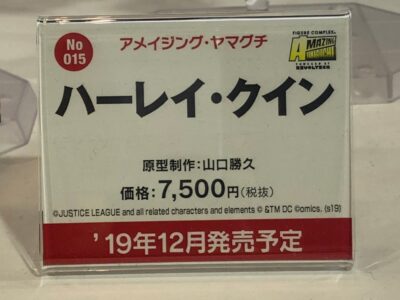 No
015
アメイジング・ヤマグチ
FIGURE COMPLEX
AMAZING
YAMAGUCHI
POWERED BY
REVOLTECH
ハーレイ・クイン
原型制作:山口勝久
価格:7,500円(税抜)
©JUSTICE LEAGUE and all related characters and elements © &TM DC ©omics. (s19)
'19年12月発売予定